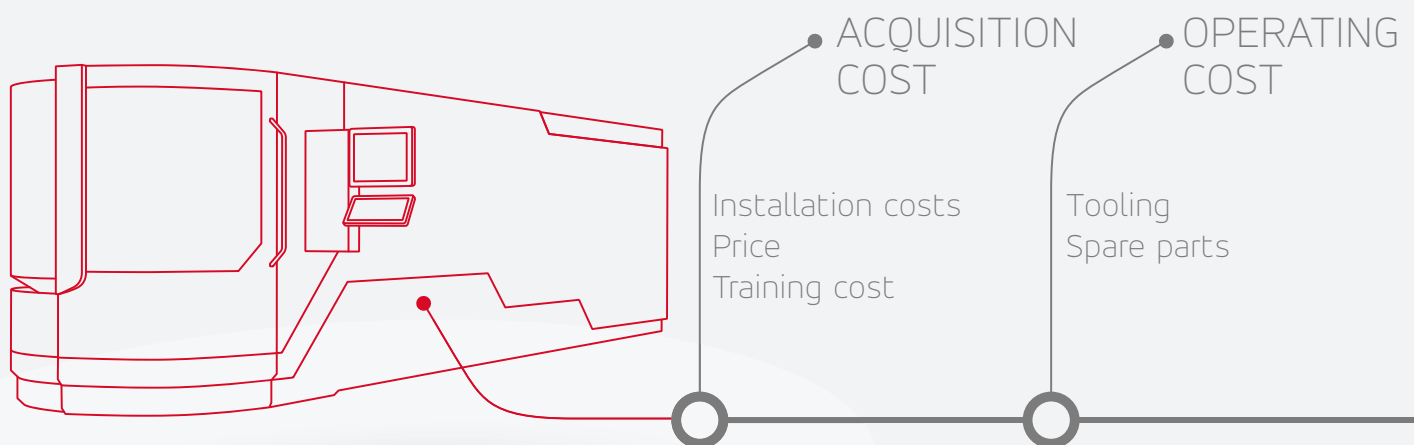 ACQUISITION
COST
Installation costs
Price
Training cost
OPERATING
COST
Tooling
Spare parts